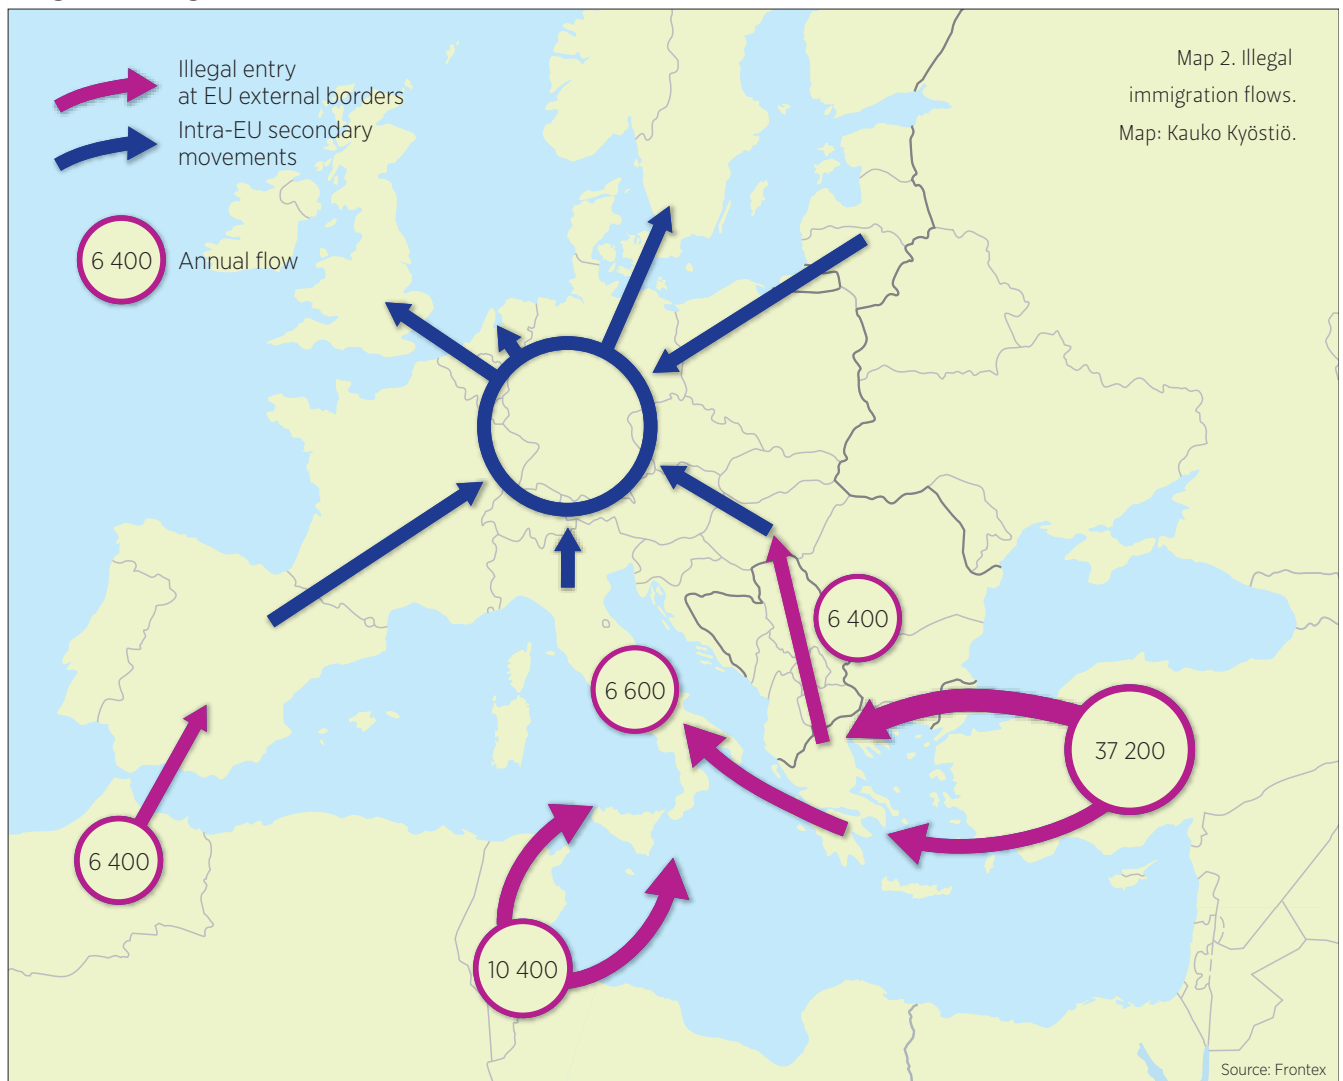 Illegal entry
at EU external borders
Intra-EU secondary
movements
6 400
Annual flow
Map 2. Illegal
immigration flows.
Map: Kauko Kyöstiö.
6 400
6 600
37 200
6 400
10 400
Source: Frontex